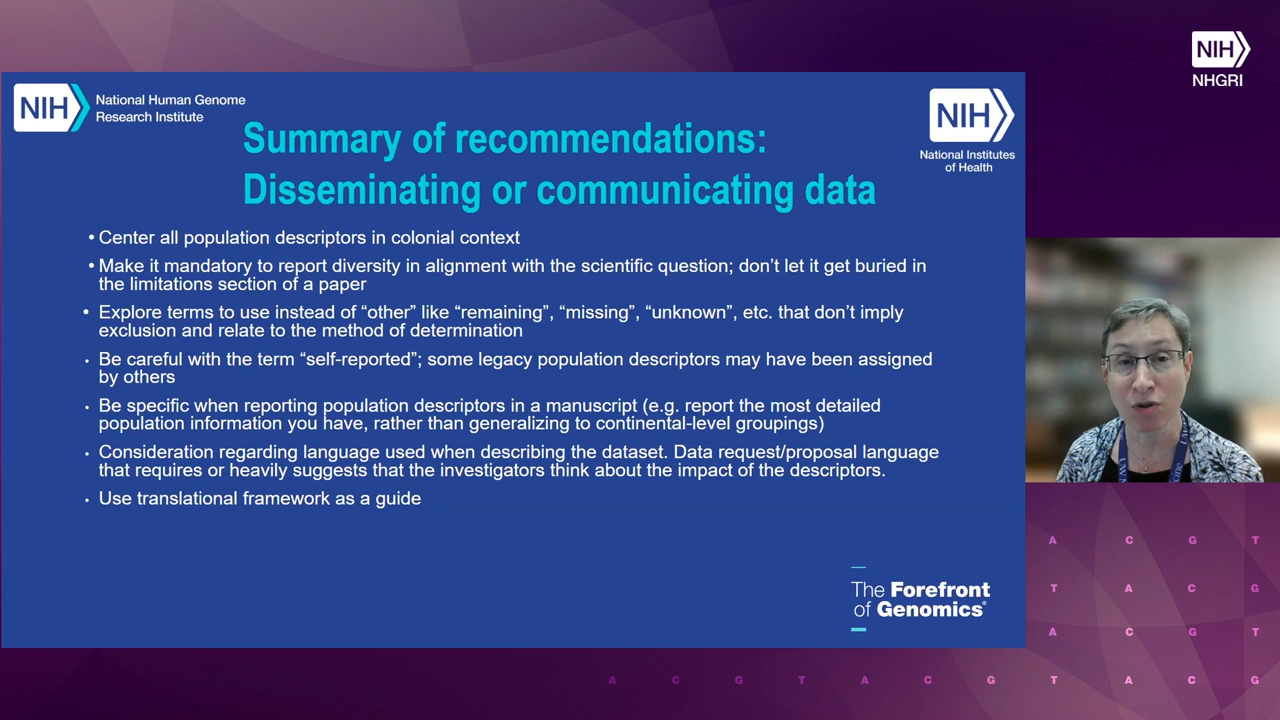 NIH
NHGRI
NIH
National Human Genome
Research Institute
NIH
National Institutes
of Health
Summary of recommendations:
Disseminating or communicating data
• Center all population descriptors in colonial context
• Make it mandatory to report diversity in alignment with the scientific question; don’t let it get buried in
the limitations section of a paper
• Explore terms to use instead of “other” like “remaining”, “missing”, “unknown”, etc. that don’t imply
exclusion and relate to the method of determination
• Be careful with the term “self-reported”; some legacy population descriptors may have been assigned
by others
• Be specific when reporting population descriptors in a manuscript (e.g. report the most detailed
population information you have, rather than generalizing to continental-level groupings)
• Consideration regarding language used when describing the dataset. Data request/proposal language
that requires or heavily suggests that the investigators think about the impact of the descriptors.
• Use translational framework as a guide
The Forefront
of Genomics®
A C G T
T A C G
A C G T
A C G T A C G T A C G